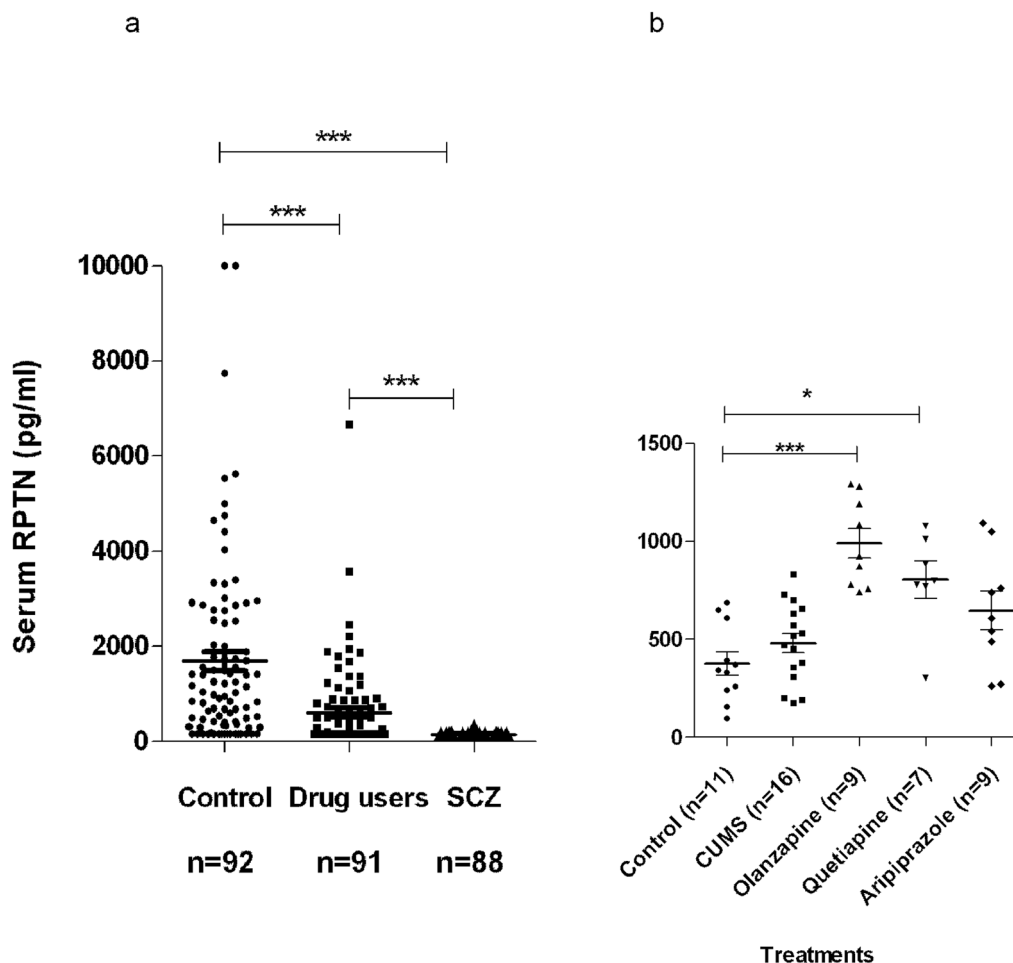 a
b
***
***
***
10000
8000
6000
4000
2000
0
Serum RPTN (pg/ml)
Control Drug users SCZ
n=92 n=91 n=88
*
***
1500
1000
500
0
Control (n=11)
CUMS (n=16)
Olanzapine (n=9)
Quetiapine (n=7)
Aripiprazole (n=9)
Treatments